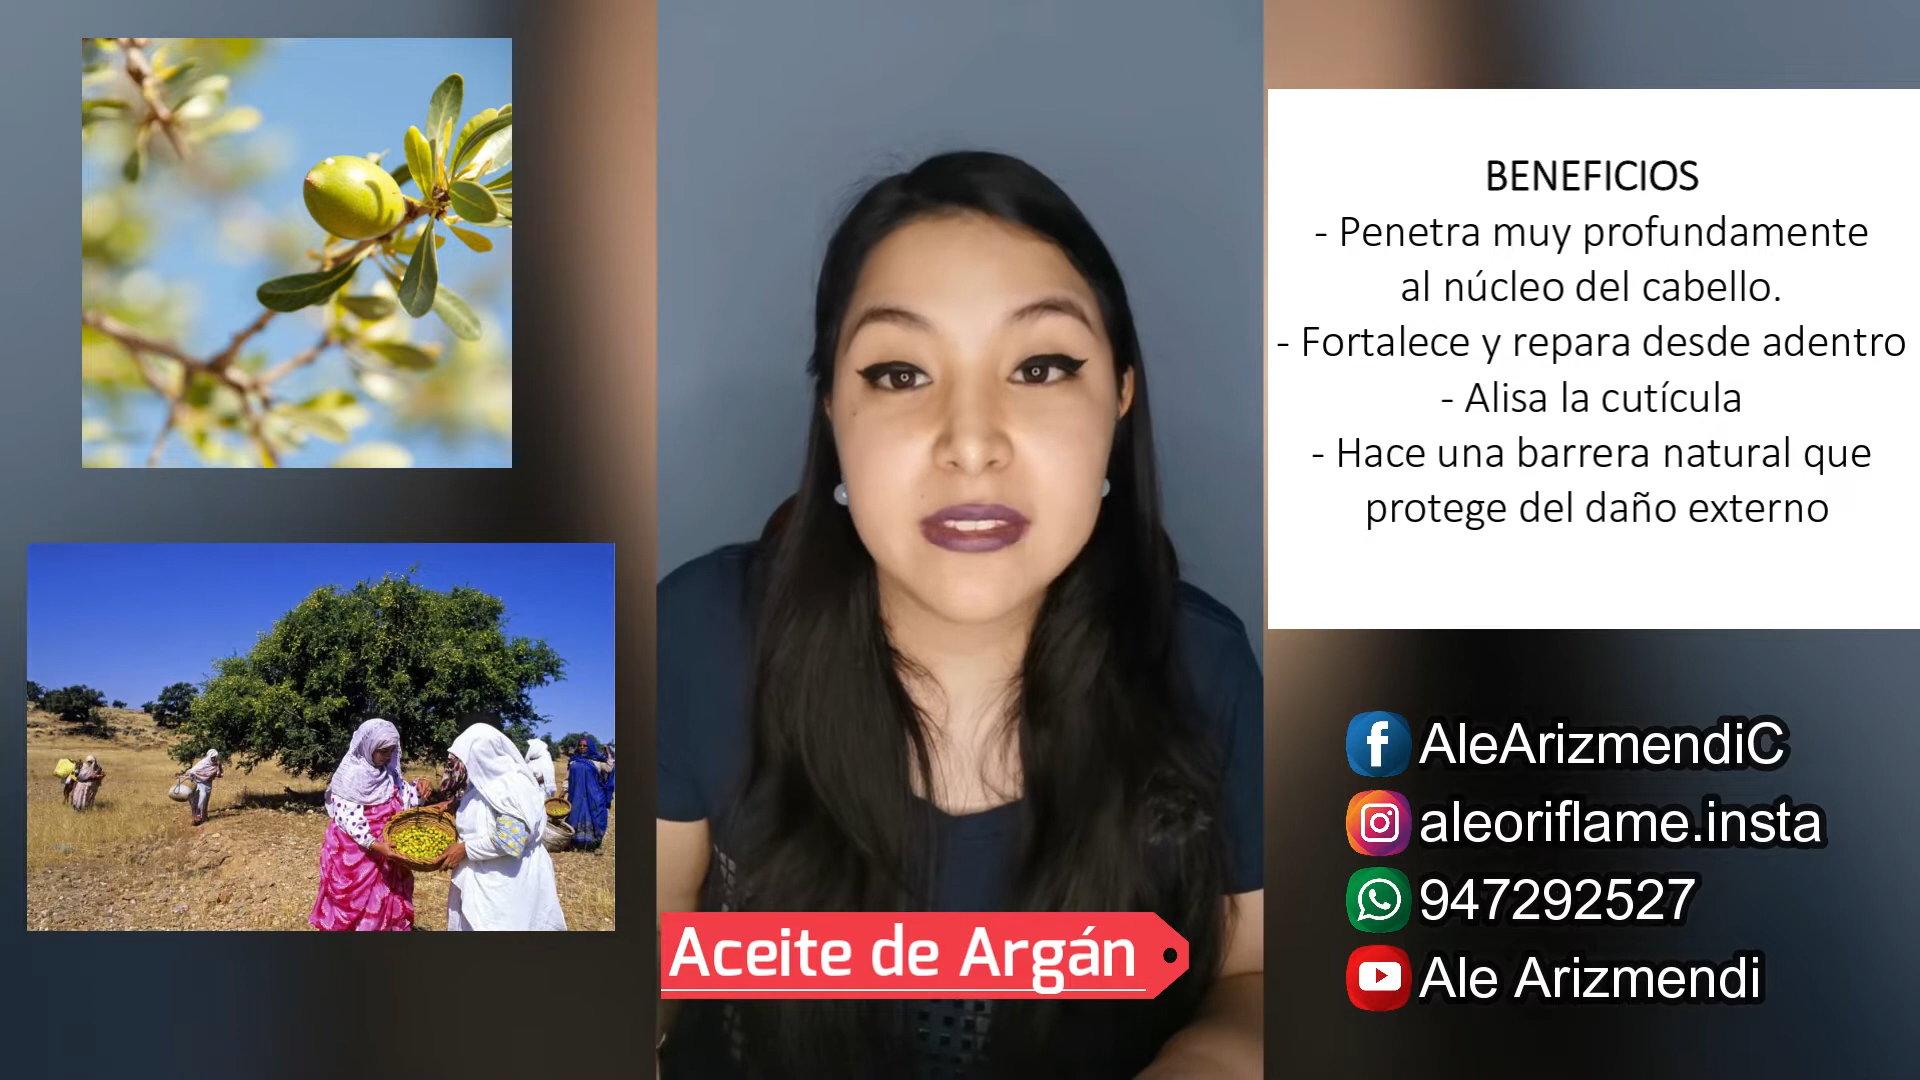 BENEFICIOS
- Penetra muy profundamente
al núcleo del cabello.
- Fortalece y repara desde adentro
- Alisa la cutícula
- Hace una barrera natural que
protege del daño externo
AleArizmendiC
aleoriflame.insta
947292527
Ale Arizmendi
Aceite de Argán